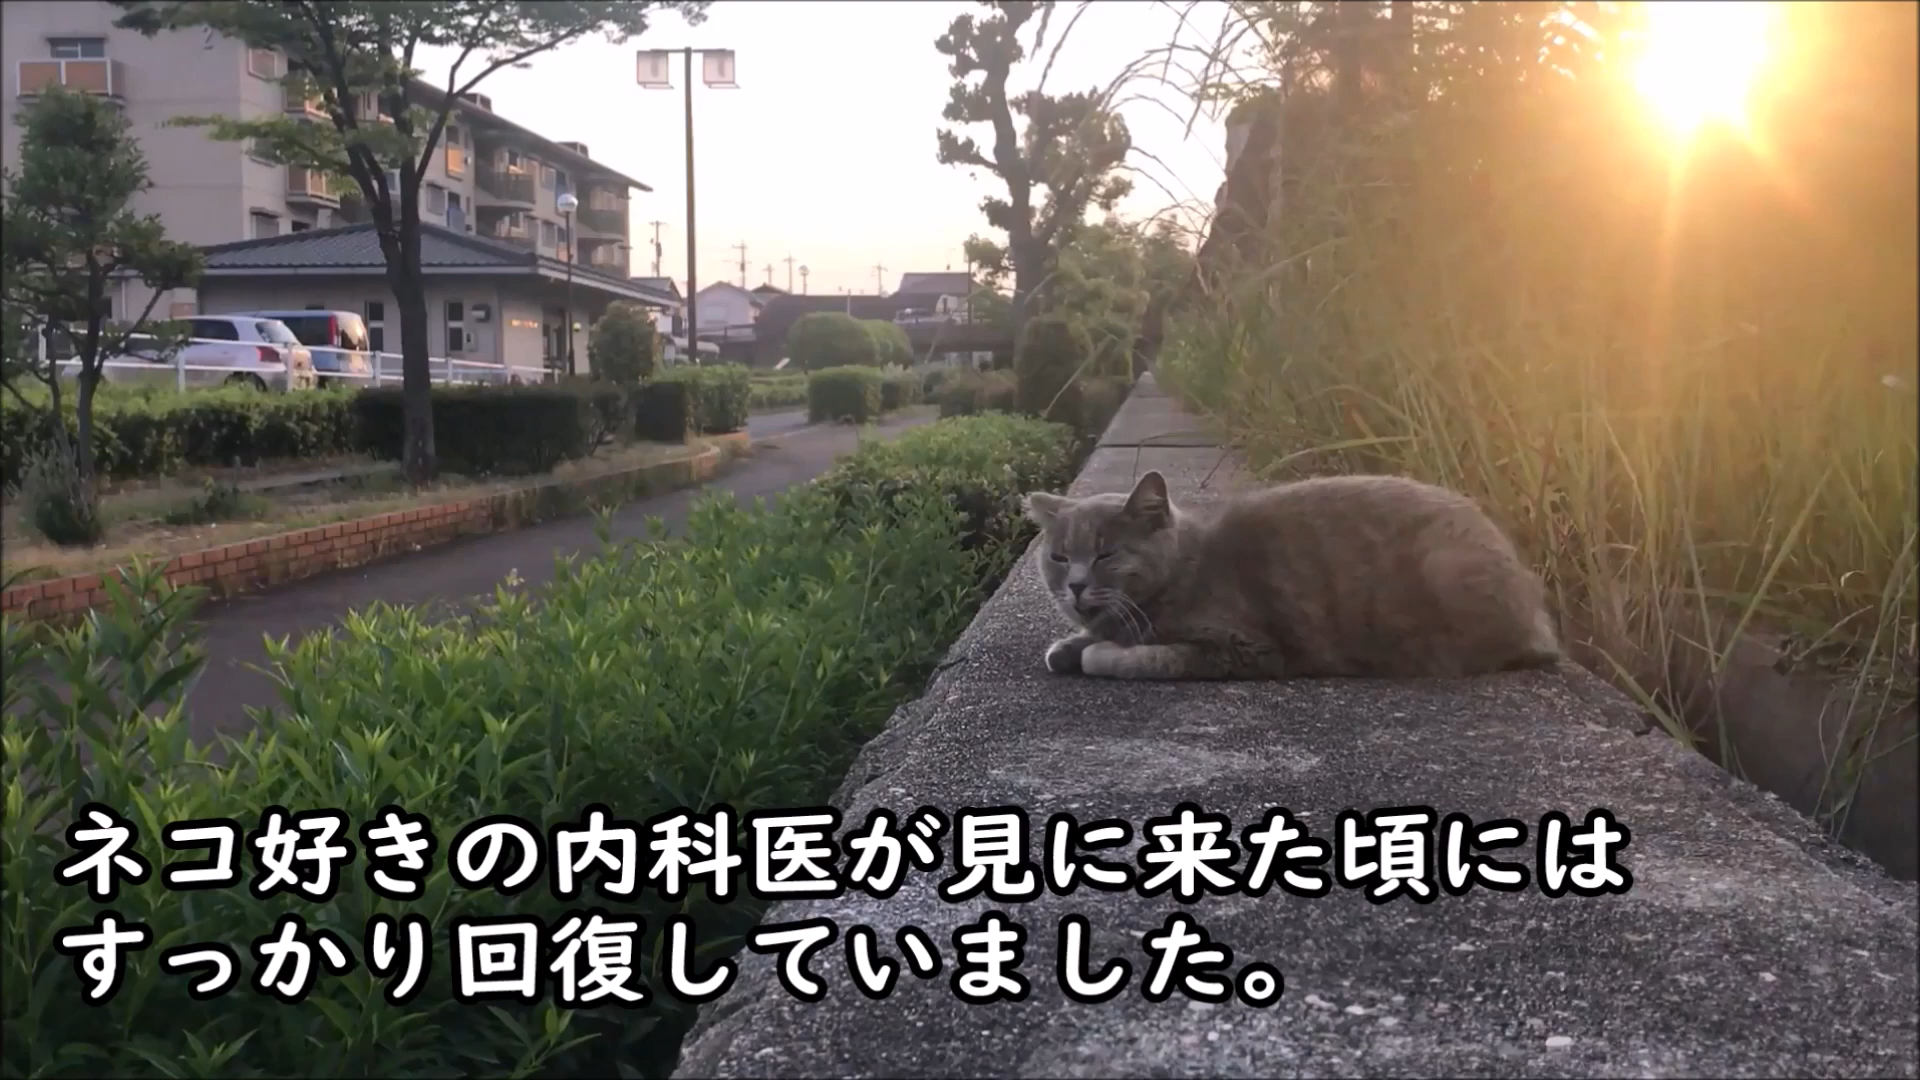 ネコ好きの内科医が見に来た頃には
すっかり回復していました。
2